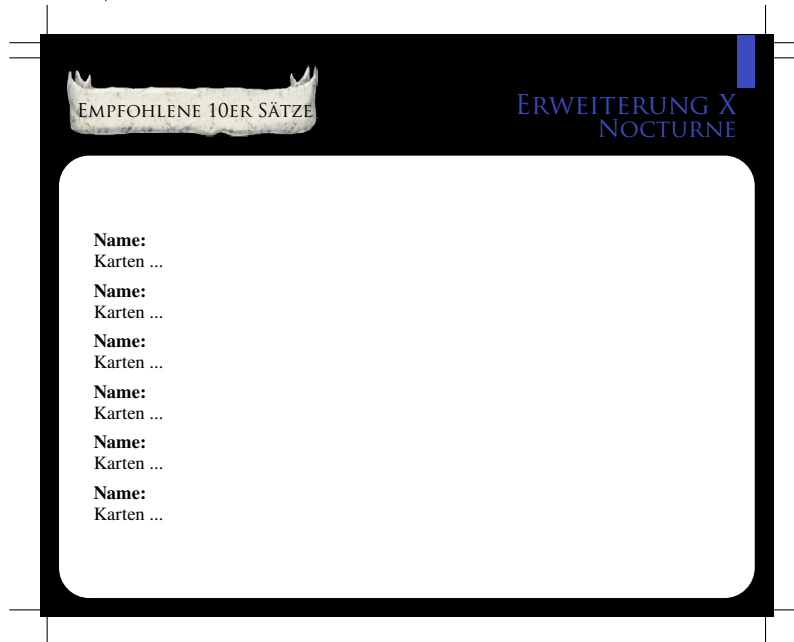 Empfohlene 10er Sätze
Erweiterung X
Nocturne
Name:
Karten ...
Name:
Karten ...
Name:
Karten ...
Name:
Karten ...
Name:
Karten ...
Name:
Karten ...